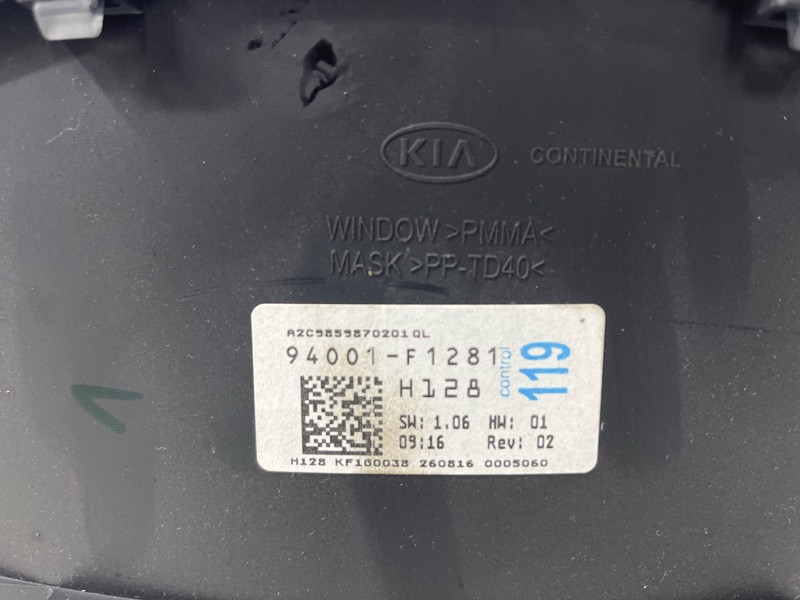 KIA CONTINENTAL
WINDOW >PMMA<
MASK >PP-TD40<
A2C9859870201QL
94001-F1281
H128
control 119
SW: 1.06 HW: 01
09:16 Rev: 02
H128 KF160038 260816 0005060